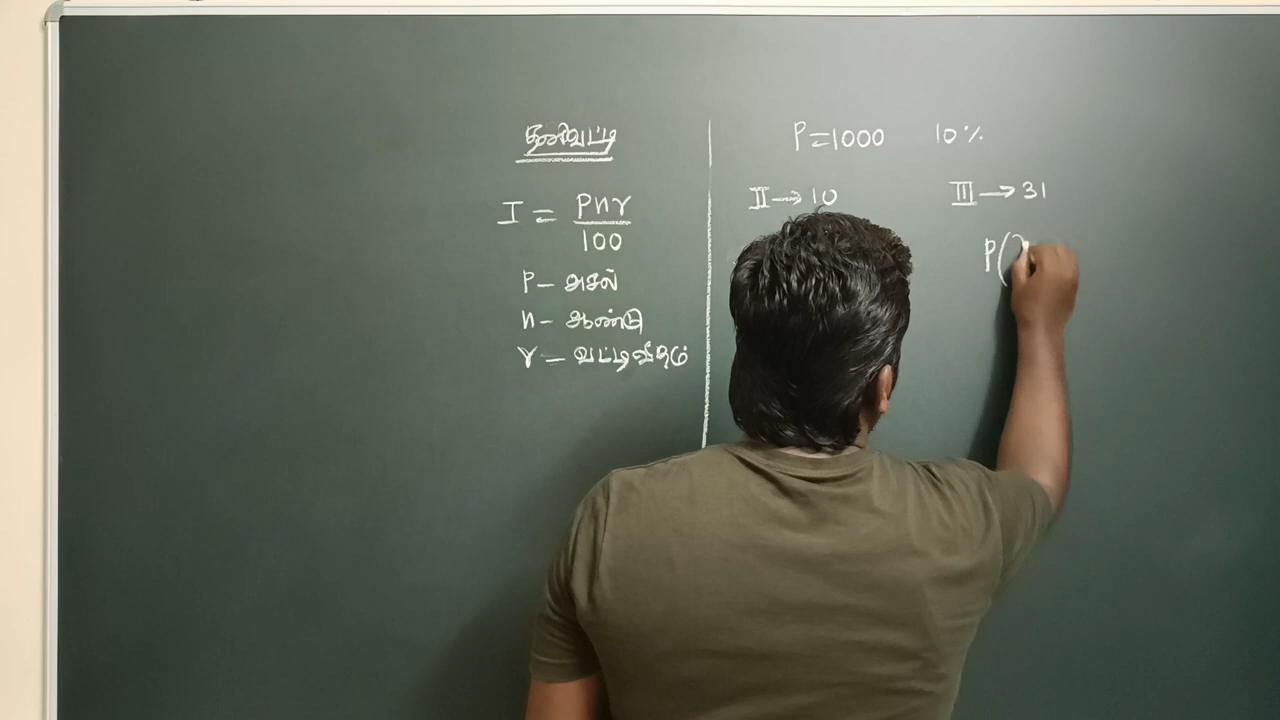 தனிவட்டி
I = pnr/100
P – அசல்
n – ஆண்டு
r – வட்டிவீதம்
P=1000 10%
II → 10
III → 31
P(